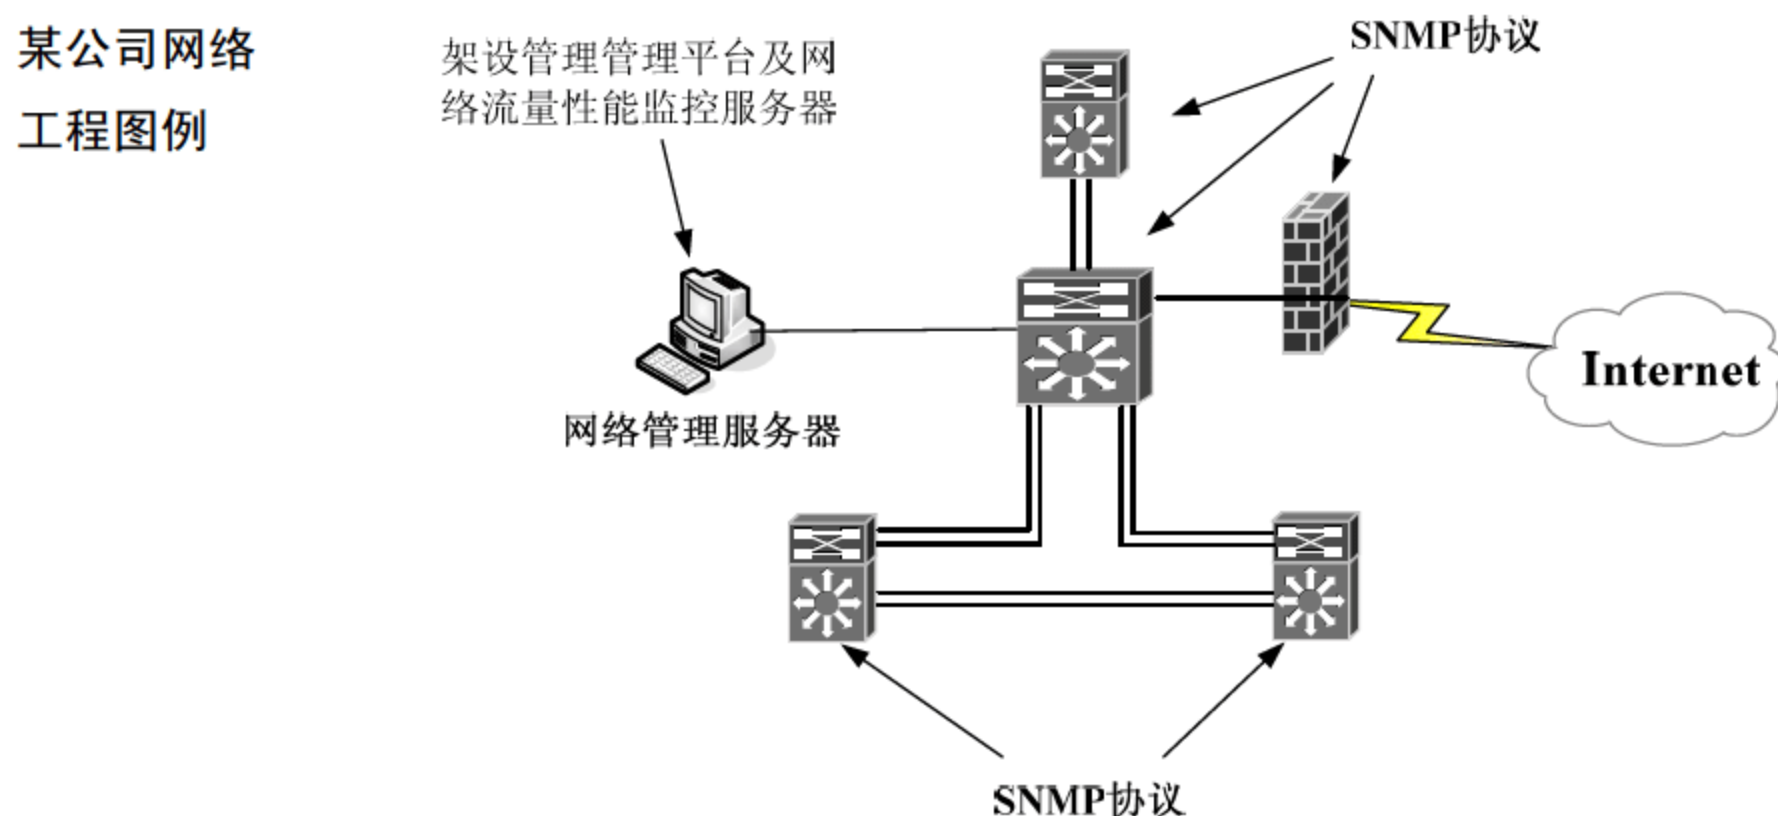 某公司网络
工程图例
架设管理管理平台及网
络流量性能监控服务器
SNMP协议
Internet
网络管理服务器
SNMP协议